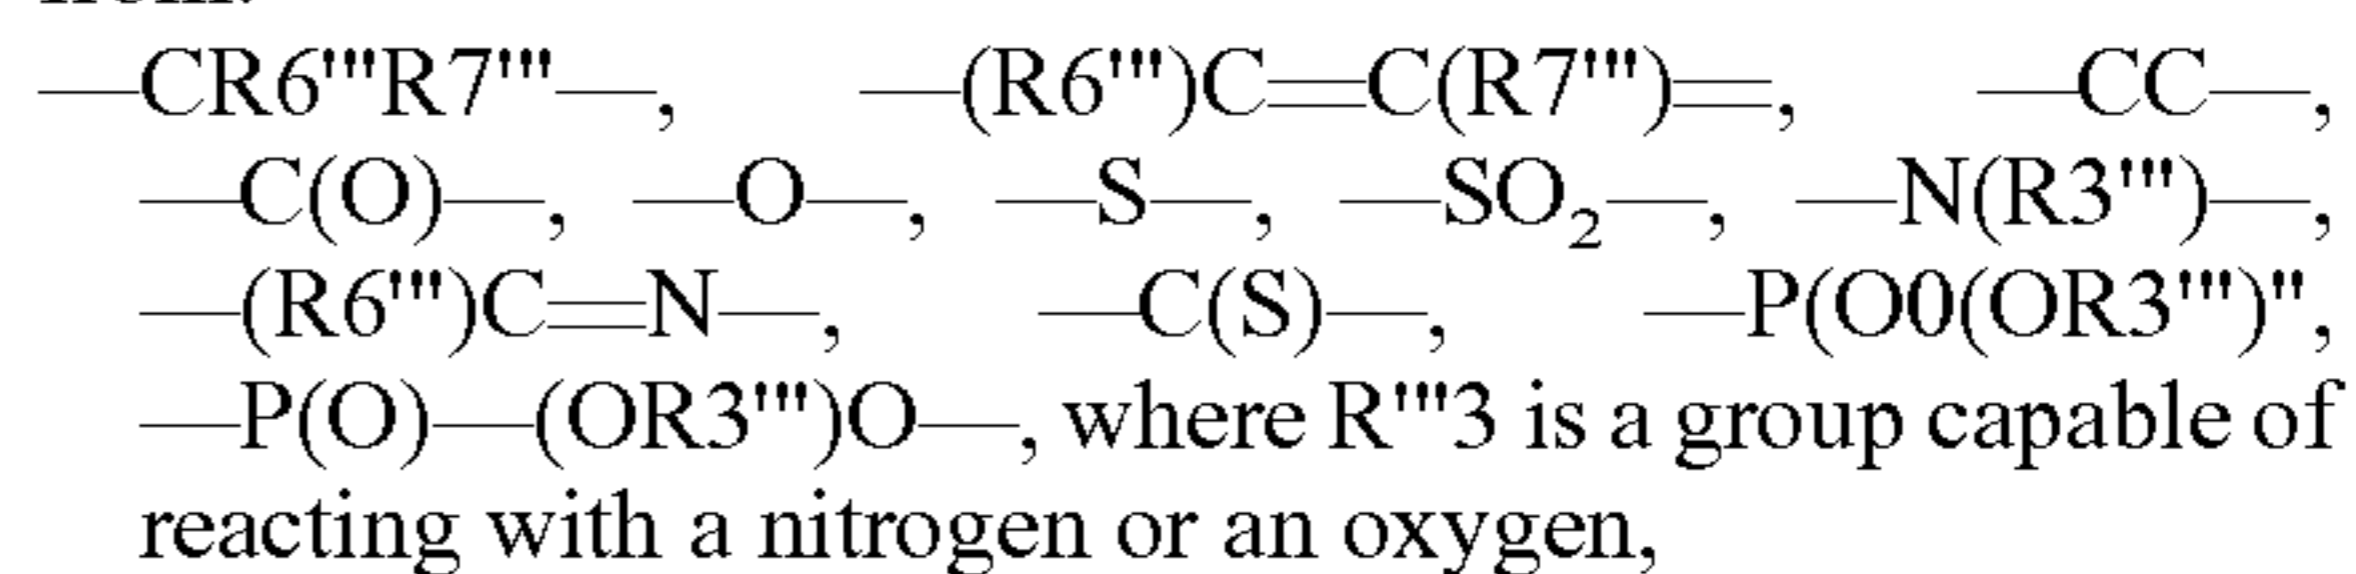 —CR6'''R7'''—, —(R6''')C=C(R7''')=, —CC—,
—C(O)—, —O—, —S—, —SO₂—, —N(R3''')—,
—(R6''')C=N—, —C(S)—, —P(O0(OR3''')'',
—P(O)—(OR3''')O—, where R'''3 is a group capable of
reacting with a nitrogen or an oxygen,